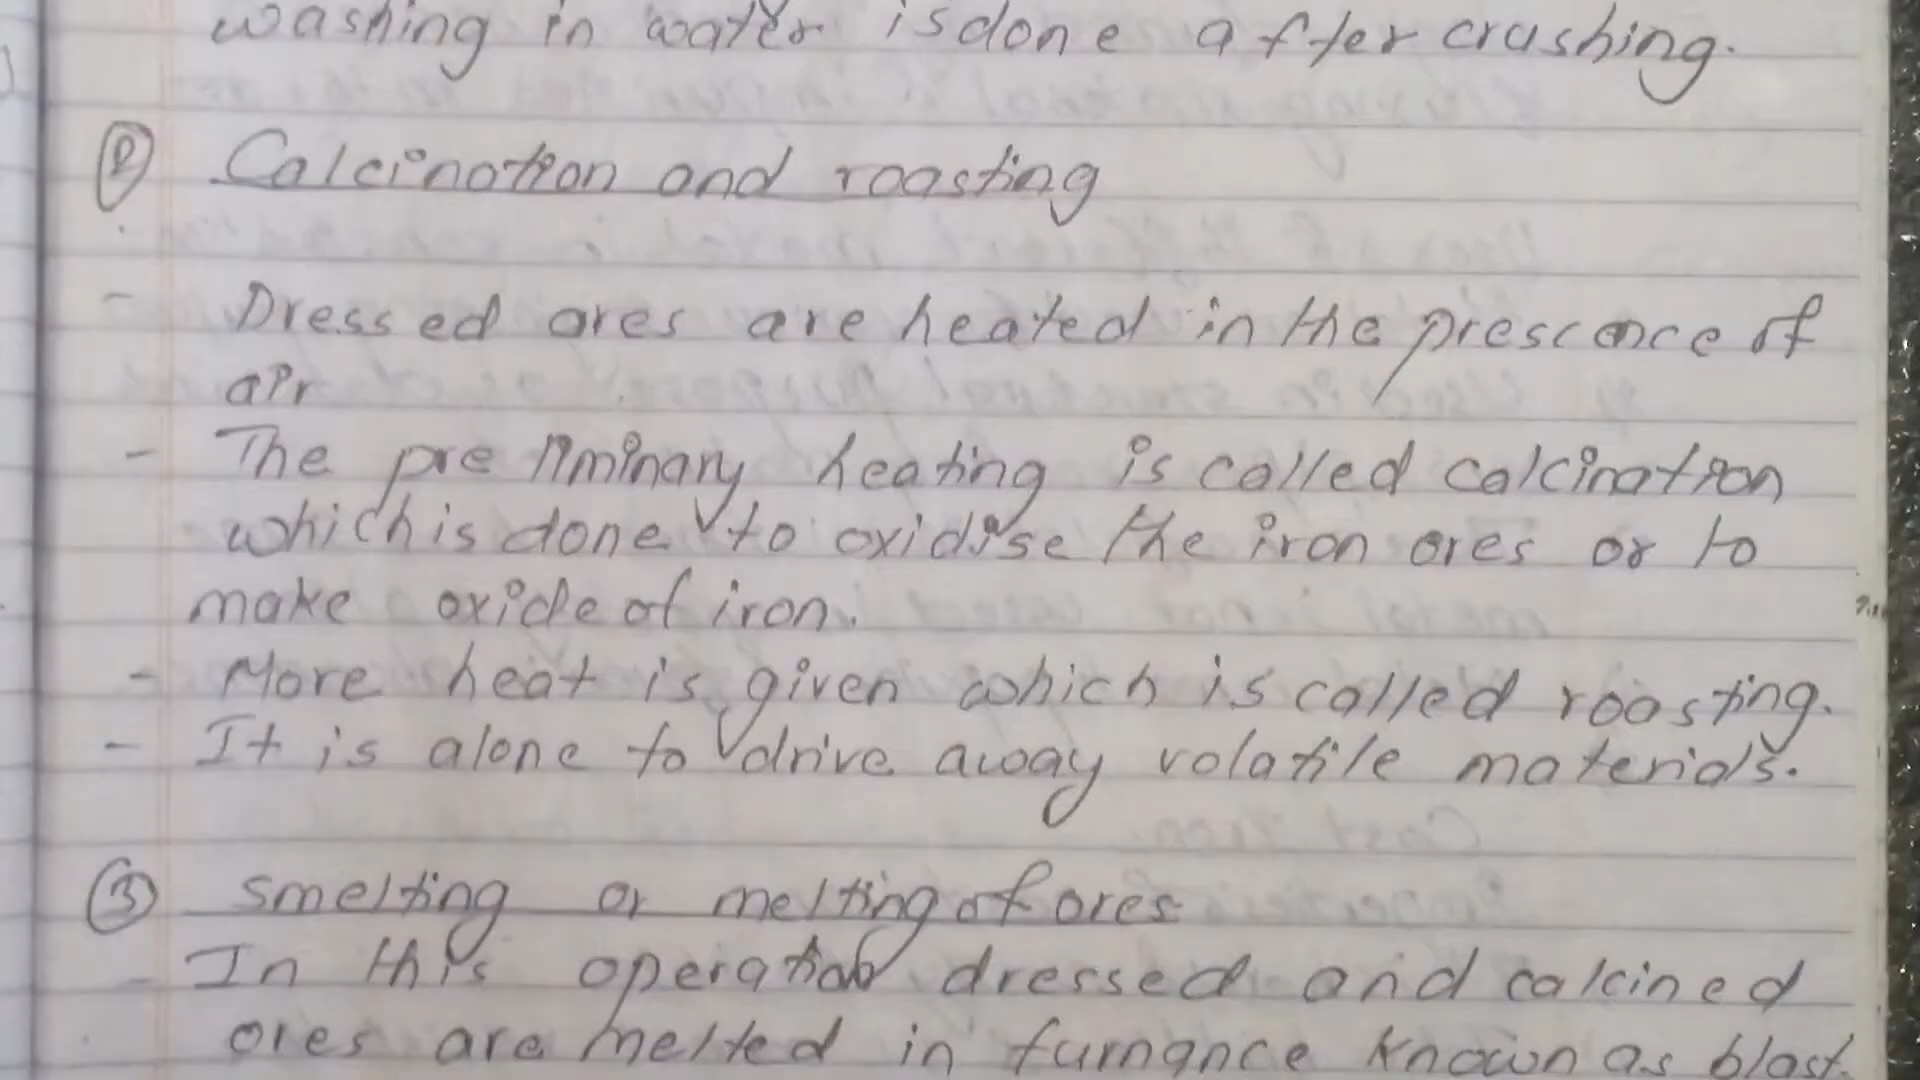 washing in water is done after crushing.
② Calcination and roasting
- Dressed ores are heated in the prescence of
air
- The preliminary heating is called calcination
which is done to oxidise the iron ores or to
make oxide of iron.
- More heat is given which is called roasting.
- It is done to drive away volatile materials.
③ smelting or melting of ores
- In this operation dressed and calcined
ores are melted in furnance known as blast